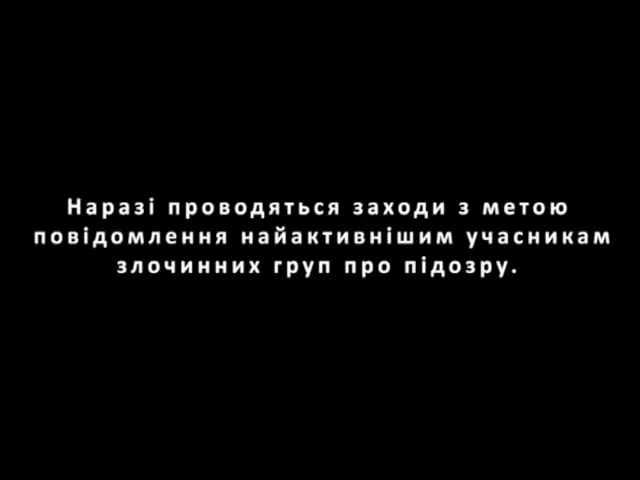 Наразі проводяться заходи з метою
повідомлення найактивнішим учасникам
злочинних груп про підозру.